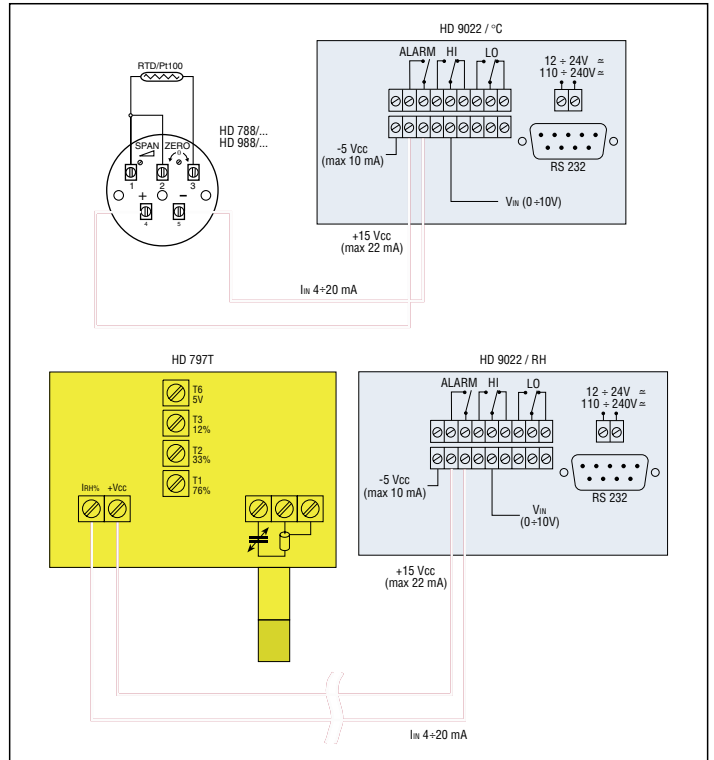 HD 9022 / °C
RTD/Pt100
ALARM HI LO
12 ÷ 24V ≃
110 ÷ 240V ≃
HD 788/...
HD 988/...
SPAN ZERO
0
1 2 3
+ -
4 5
-5 Vcc
(max 10 mA)
RS 232
VIN (0÷10V)
+15 Vcc
(max 22 mA)
IIN 4÷20 mA
HD 797T
HD 9022 / RH
T6
5V
T3
12%
T2
33%
T1
76%
IRH% +Vcc
ALARM HI LO
12 ÷ 24V ≃
110 ÷ 240V ≃
-5 Vcc
(max 10 mA)
RS 232
VIN
(0÷10V)
+15 Vcc
(max 22 mA)
IIN 4÷20 mA